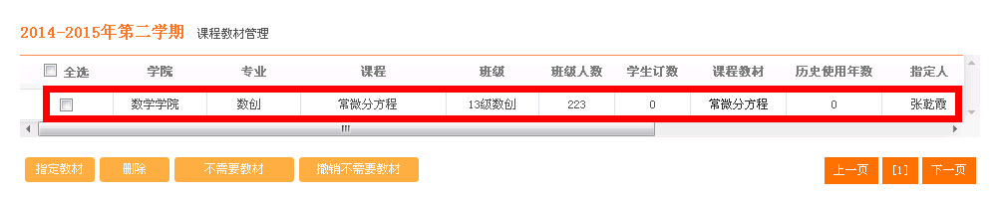 2014-2015年第二学期 课程教材管理
全选 学院 专业 课程 班级 班级人数 学生订数 课程教材 历史使用年数 指定人
数学学院 数创 常微分方程 13级数创 223 0 常微分方程 0 张乾霞
指定教材 删除 不需要教材 撤销不需要教材 上一页 [1] 下一页